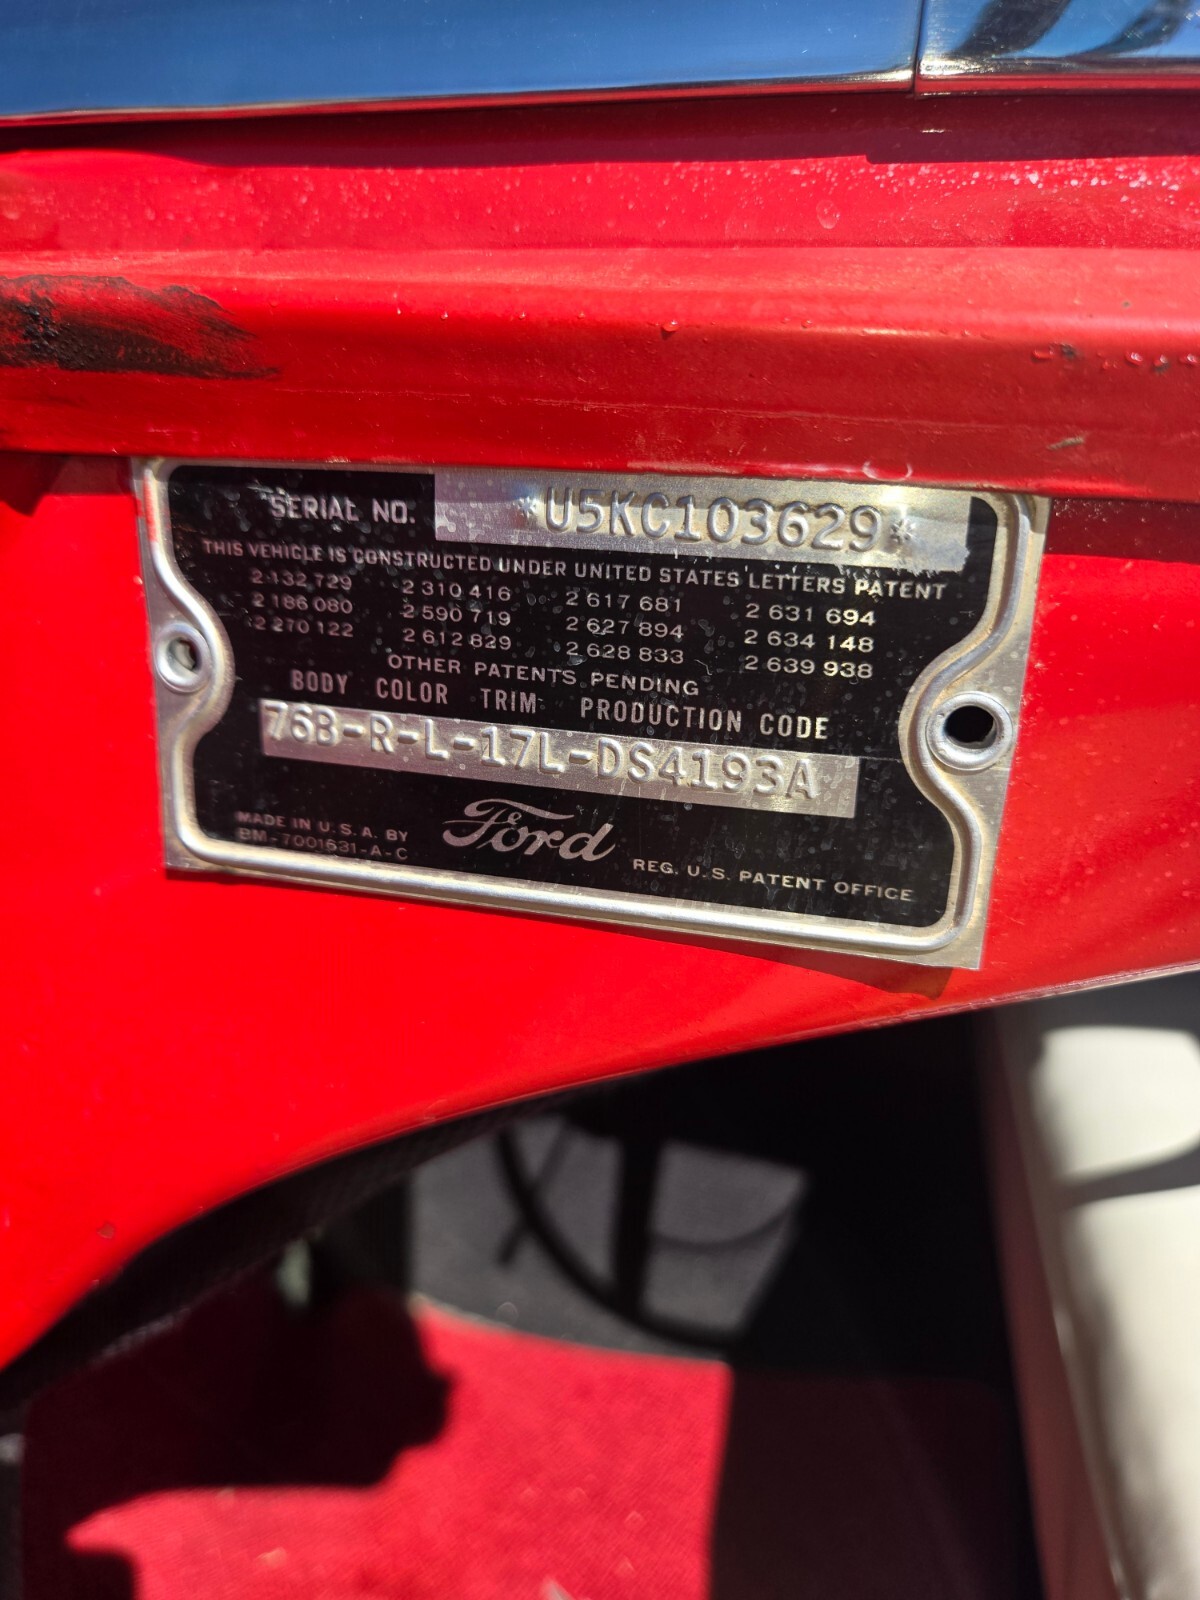 SERIAL NO. *U5KC103629*
THIS VEHICLE IS CONSTRUCTED UNDER UNITED STATES LETTERS PATENT
2 132 729 2 310 416 2 617 681 2 631 694
2 186 080 2 590 719 2 627 894 2 634 148
2 270 122 2 612 829 2 628 833 2 639 938
OTHER PATENTS PENDING
BODY COLOR TRIM PRODUCTION CODE
76B-R-L-17L-DS4193A
MADE IN U.S.A. BY
BM-7001631-A-C
Ford
REG. U.S. PATENT OFFICE